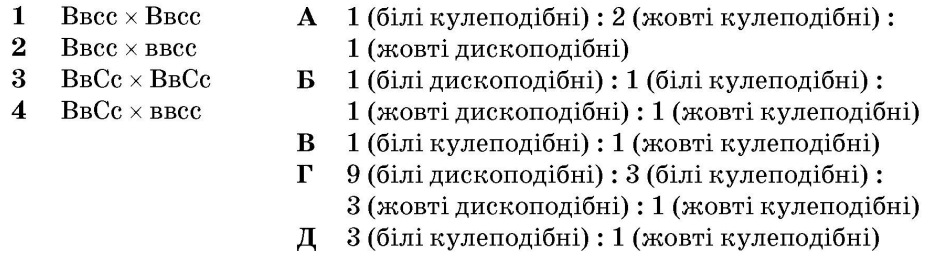 1 Ввсс × Ввсс
2 Ввсс × ввсс
3 ВвСс × ВвСс
4 ВвСс × ввсс
А 1 (білі кулеподібні) : 2 (жовті кулеподібні) :
1 (жовті дископодібні)
Б 1 (білі дископодібні) : 1 (білі кулеподібні) :
1 (жовті дископодібні) : 1 (жовті кулеподібні)
В 1 (білі кулеподібні) : 1 (жовті кулеподібні)
Г 9 (білі дископодібні) : 3 (білі кулеподібні) :
3 (жовті дископодібні) : 1 (жовті кулеподібні)
Д 3 (білі кулеподібні) : 1 (жовті кулеподібні)